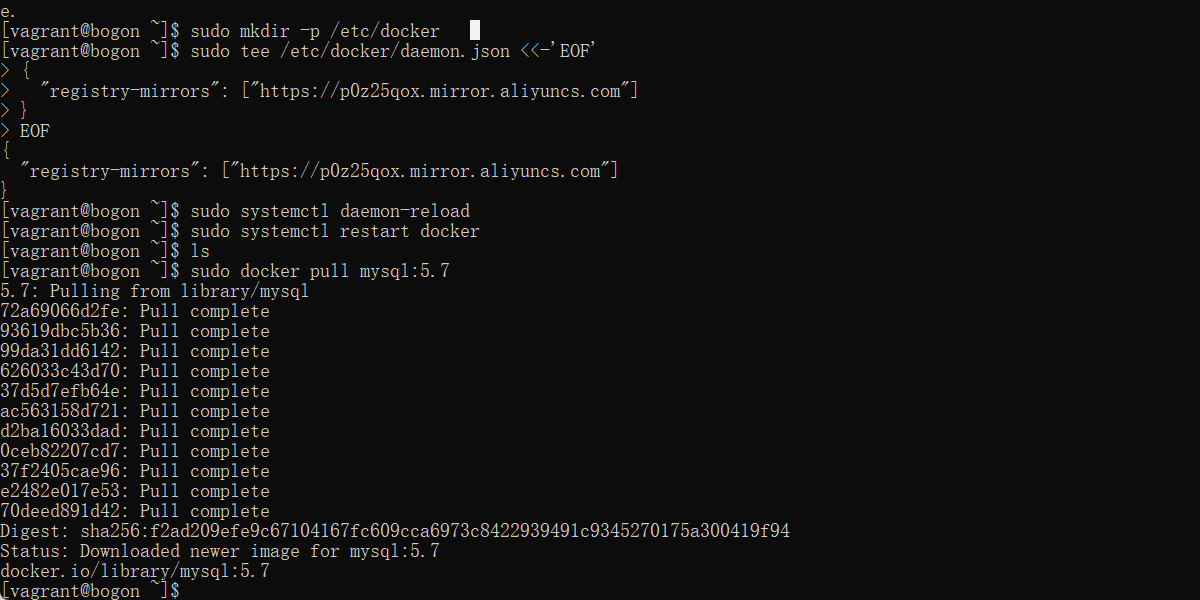 e.
[vagrant@bogon ~]$ sudo mkdir -p /etc/docker
[vagrant@bogon ~]$ sudo tee /etc/docker/daemon.json <<-'EOF'
> {
>   "registry-mirrors": ["https://p0z25qox.mirror.aliyuncs.com"]
> }
> EOF
{
  "registry-mirrors": ["https://p0z25qox.mirror.aliyuncs.com"]
}
[vagrant@bogon ~]$ sudo systemctl daemon-reload
[vagrant@bogon ~]$ sudo systemctl restart docker
[vagrant@bogon ~]$ ls
[vagrant@bogon ~]$ sudo docker pull mysql:5.7
5.7: Pulling from library/mysql
72a69066d2fe: Pull complete
93619dbc5b36: Pull complete
99da31dd6142: Pull complete
626033c43d70: Pull complete
37d5d7efb64e: Pull complete
ac563158d721: Pull complete
d2ba16033dad: Pull complete
0ceb82207cd7: Pull complete
37f2405cae96: Pull complete
e2482e017e53: Pull complete
70deed891d42: Pull complete
Digest: sha256:f2ad209efe9c67104167fc609cca6973c8422939491c9345270175a300419f94
Status: Downloaded newer image for mysql:5.7
docker.io/library/mysql:5.7
[vagrant@bogon ~]$